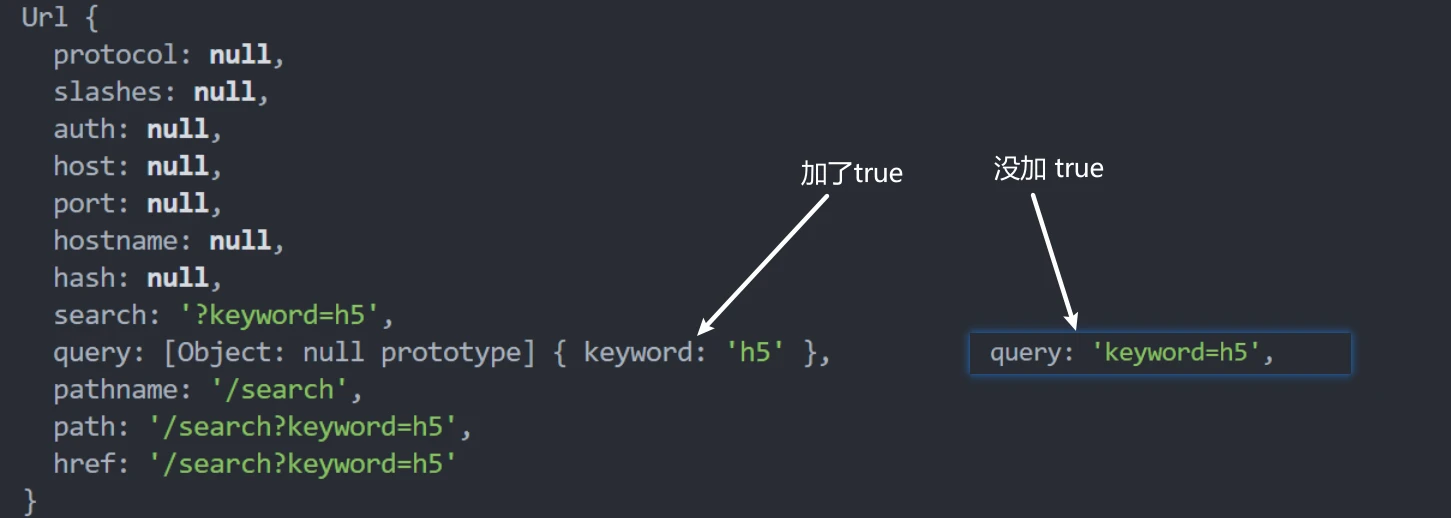 Url {
protocol: null,
slashes: null,
auth: null,
host: null,
port: null,
hostname: null,
hash: null,
search: '?keyword=h5',
query: [Object: null prototype] { keyword: 'h5' },
pathname: '/search',
path: '/search?keyword=h5',
href: '/search?keyword=h5'
}
加了true
没加 true
query: 'keyword=h5',